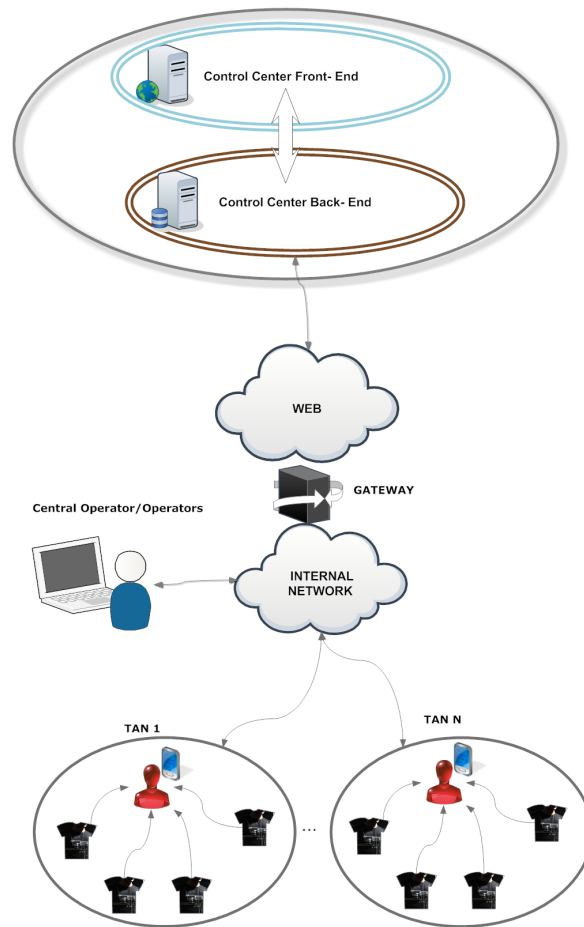 Control Center Front- End
Control Center Back- End
WEB
GATEWAY
Central Operator/Operators
INTERNAL
NETWORK
TAN 1
TAN N
...